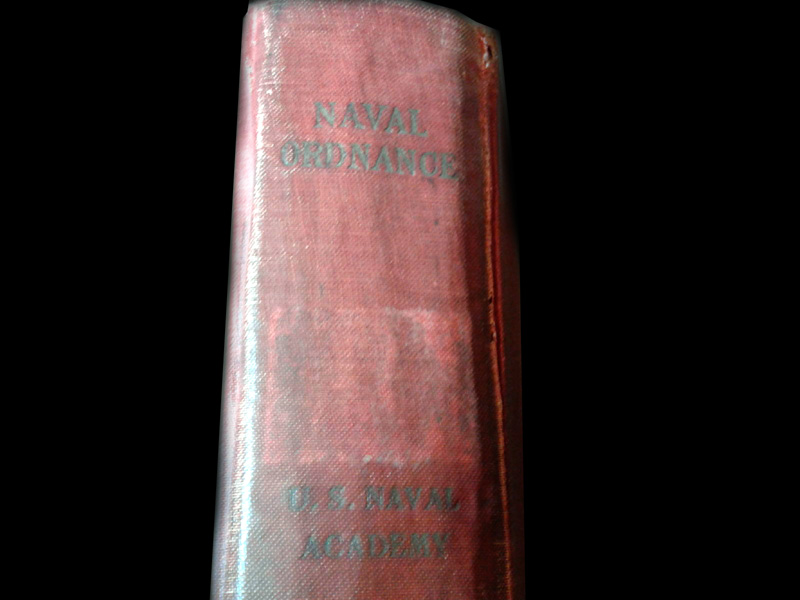 NAVAL
ORDNANCE
U. S. NAVAL
ACADEMY